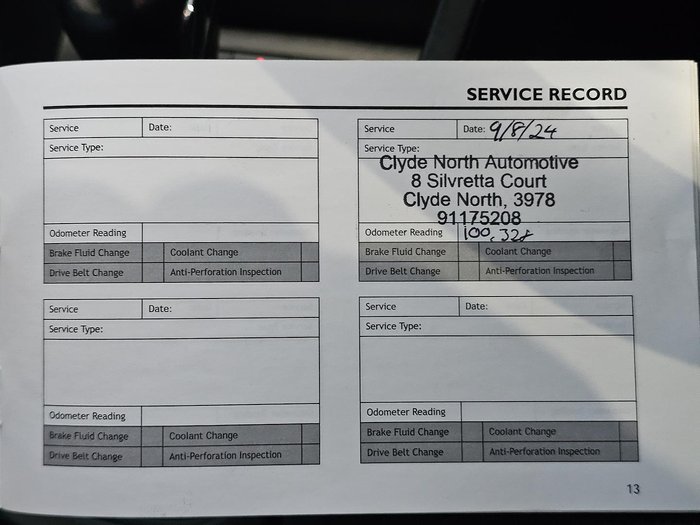 SERVICE RECORD
Service Date:
Service Type:
Odometer Reading
Brake Fluid Change Coolant Change
Drive Belt Change Anti-Perforation Inspection
Service Date: 9/8/24
Service Type:
Clyde North Automotive
8 Silvretta Court
Clyde North, 3978
91175208
Odometer Reading 100,328
Brake Fluid Change Coolant Change
Drive Belt Change Anti-Perforation Inspection
Service Date:
Service Type:
Odometer Reading
Brake Fluid Change Coolant Change
Drive Belt Change Anti-Perforation Inspection
Service Date:
Service Type:
Odometer Reading
Brake Fluid Change Coolant Change
Drive Belt Change Anti-Perforation Inspection
13